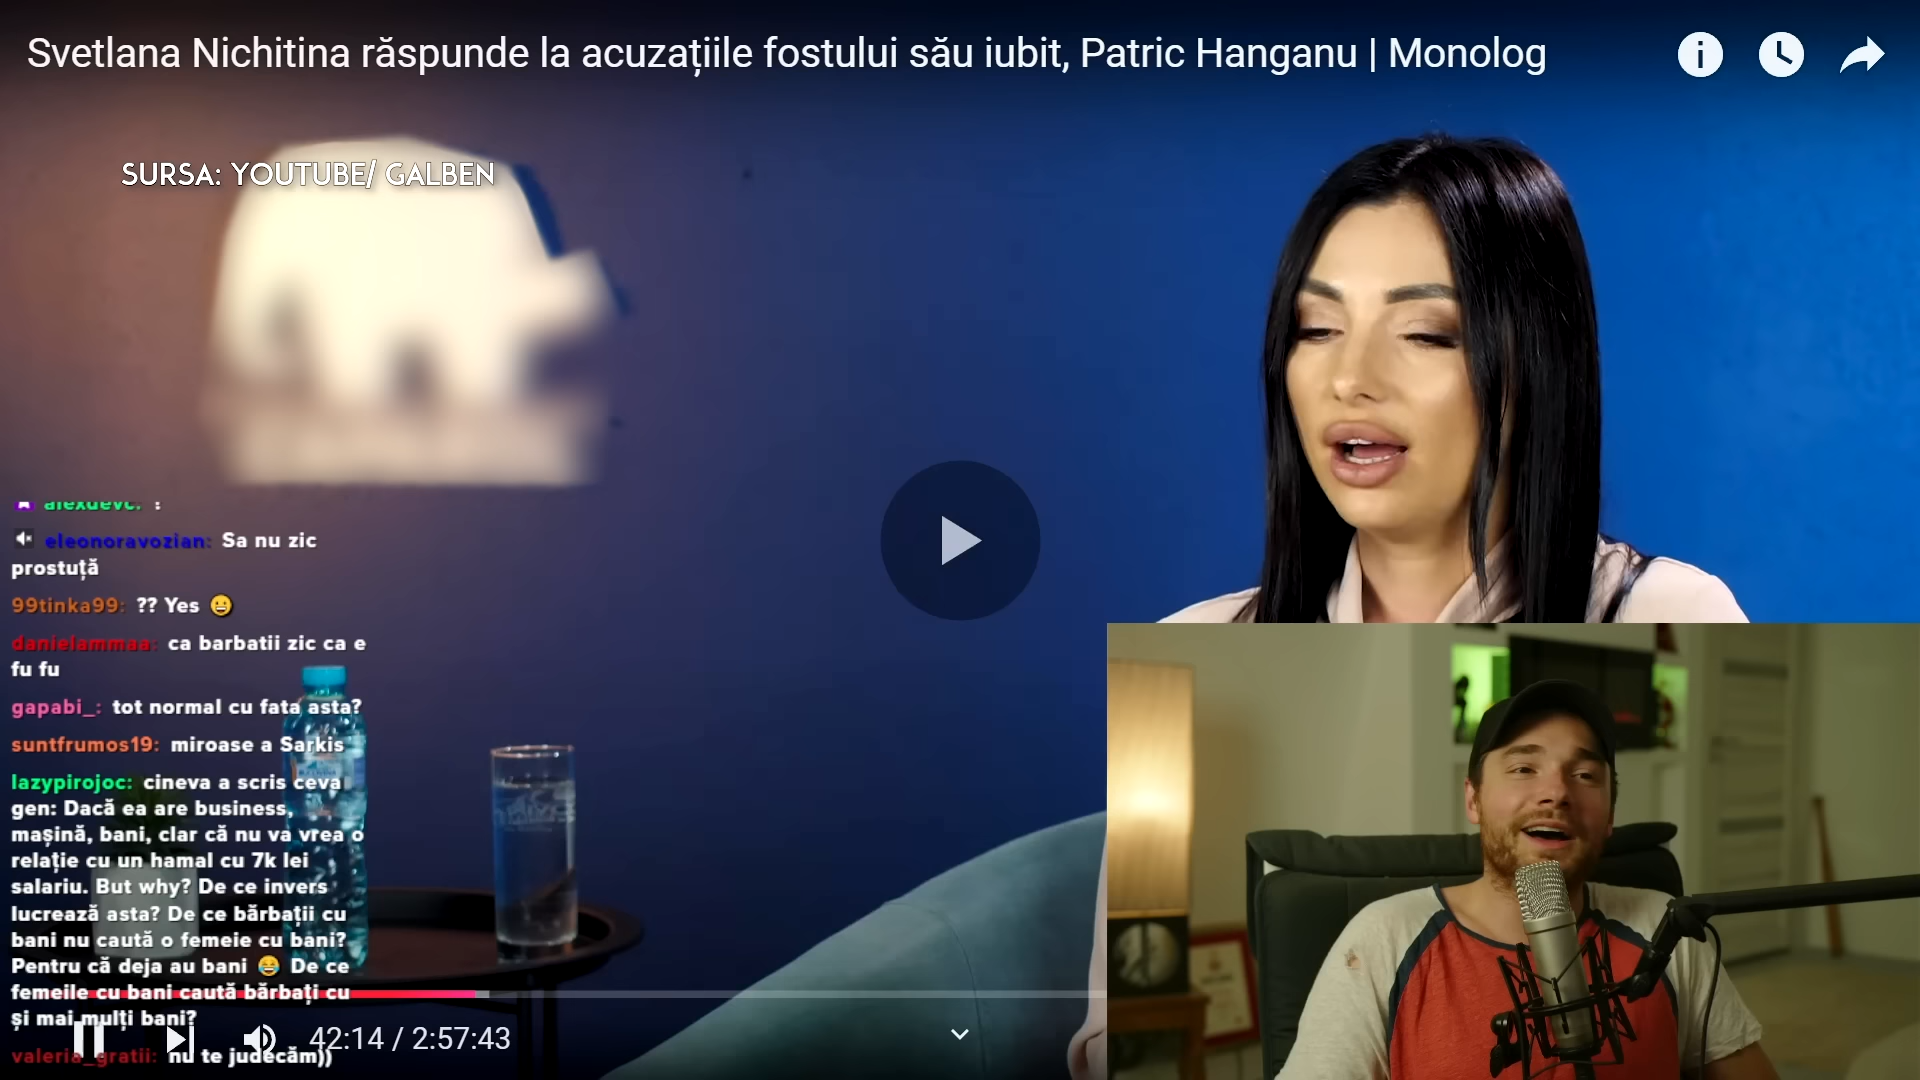 Svetlana Nichitina răspunde la acuzațiile fostului său iubit, Patric Hanganu | Monolog
SURSA: YOUTUBE/ GALBEN
alexdevc: :
eleonoravozian: Sa nu zic
prostuță
99tinka99: ?? Yes 😀
danielammaa: ca barbatii zic ca e
fu fu
gapabi_: tot normal cu fata asta?
suntfrumos19: miroase a Sarkis
lazypirojoc: cineva a scris ceva
gen: Dacă ea are business,
mașină, bani, clar că nu va vrea o
relație cu un hamal cu 7k lei
salariu. But why? De ce invers
lucrează asta? De ce bărbații cu
bani nu caută o femeie cu bani?
Pentru că deja au bani 😂 De ce
femeile cu bani caută bărbați cu
și mai mulți bani?
42:14 / 2:57:43
valeria_gratii: nu te judecăm))